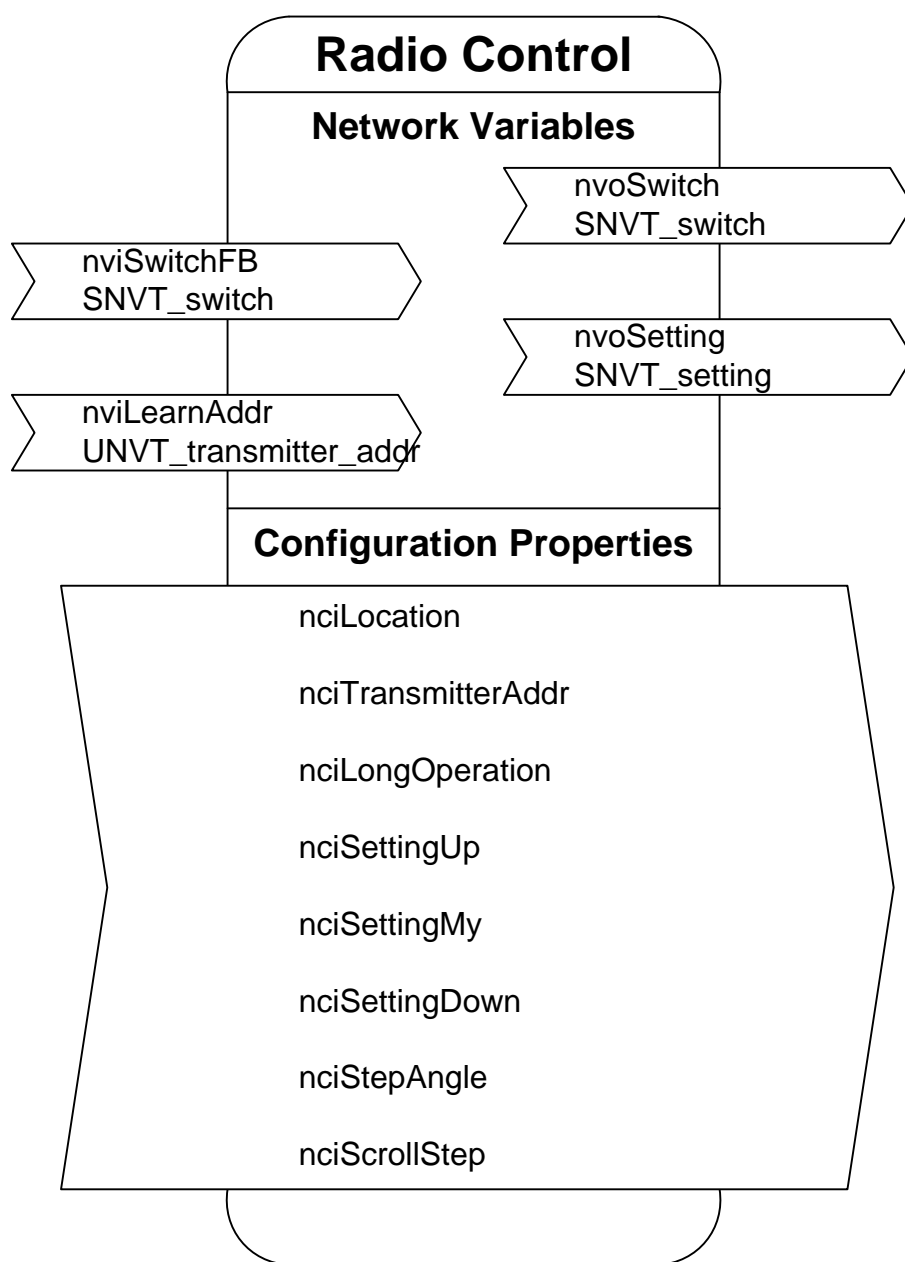 Radio Control
Network Variables
nvoSwitch
SNVT_switch
nviSwitchFB
SNVT_switch
nvoSetting
SNVT_setting
nviLearnAddr
UNVT_transmitter_addr
Configuration Properties
nciLocation
nciTransmitterAddr
nciLongOperation
nciSettingUp
nciSettingMy
nciSettingDown
nciStepAngle
nciScrollStep